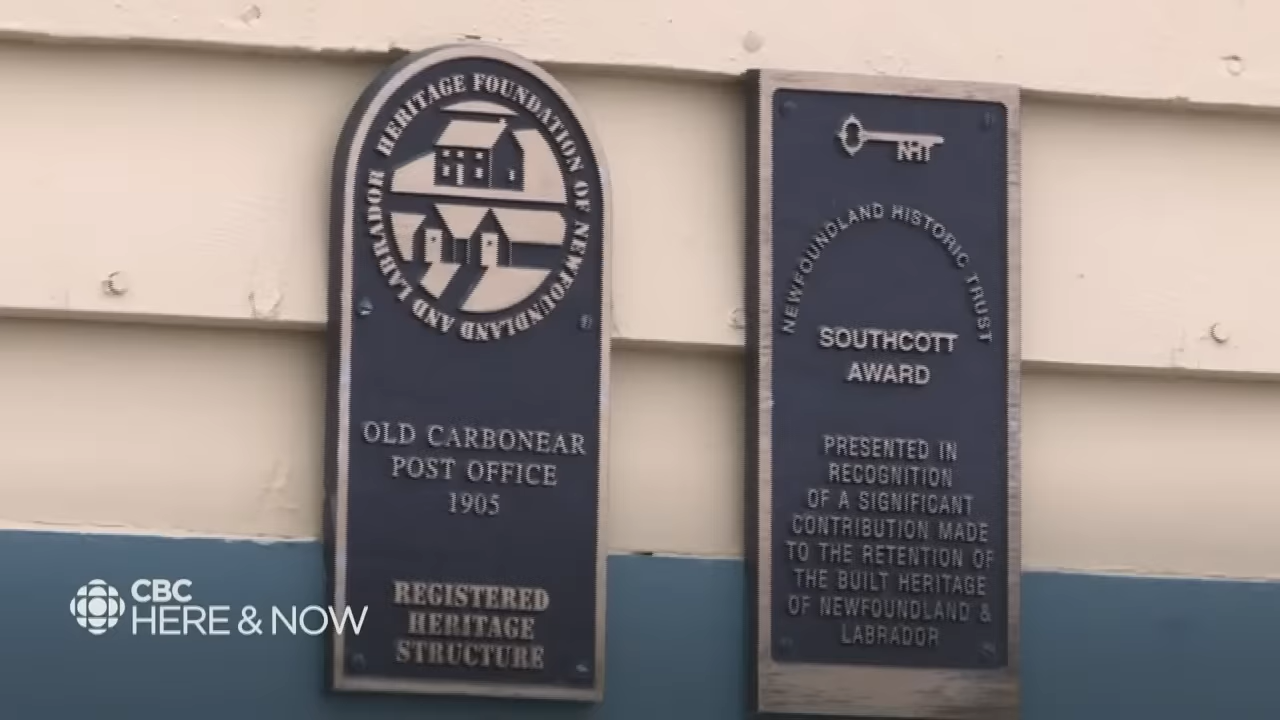 HERITAGE FOUNDATION OF NEWFOUNDLAND AND LABRADOR
OLD CARBONEAR
POST OFFICE
1905
REGISTERED
HERITAGE
STRUCTURE
NHT
NEWFOUNDLAND HISTORIC TRUST
SOUTHCOTT
AWARD
PRESENTED IN
RECOGNITION
OF A SIGNIFICANT
CONTRIBUTION MADE
TO THE RETENTION OF
THE BUILT HERITAGE
OF NEWFOUNDLAND &
LABRADOR
CBC
HERE & NOW